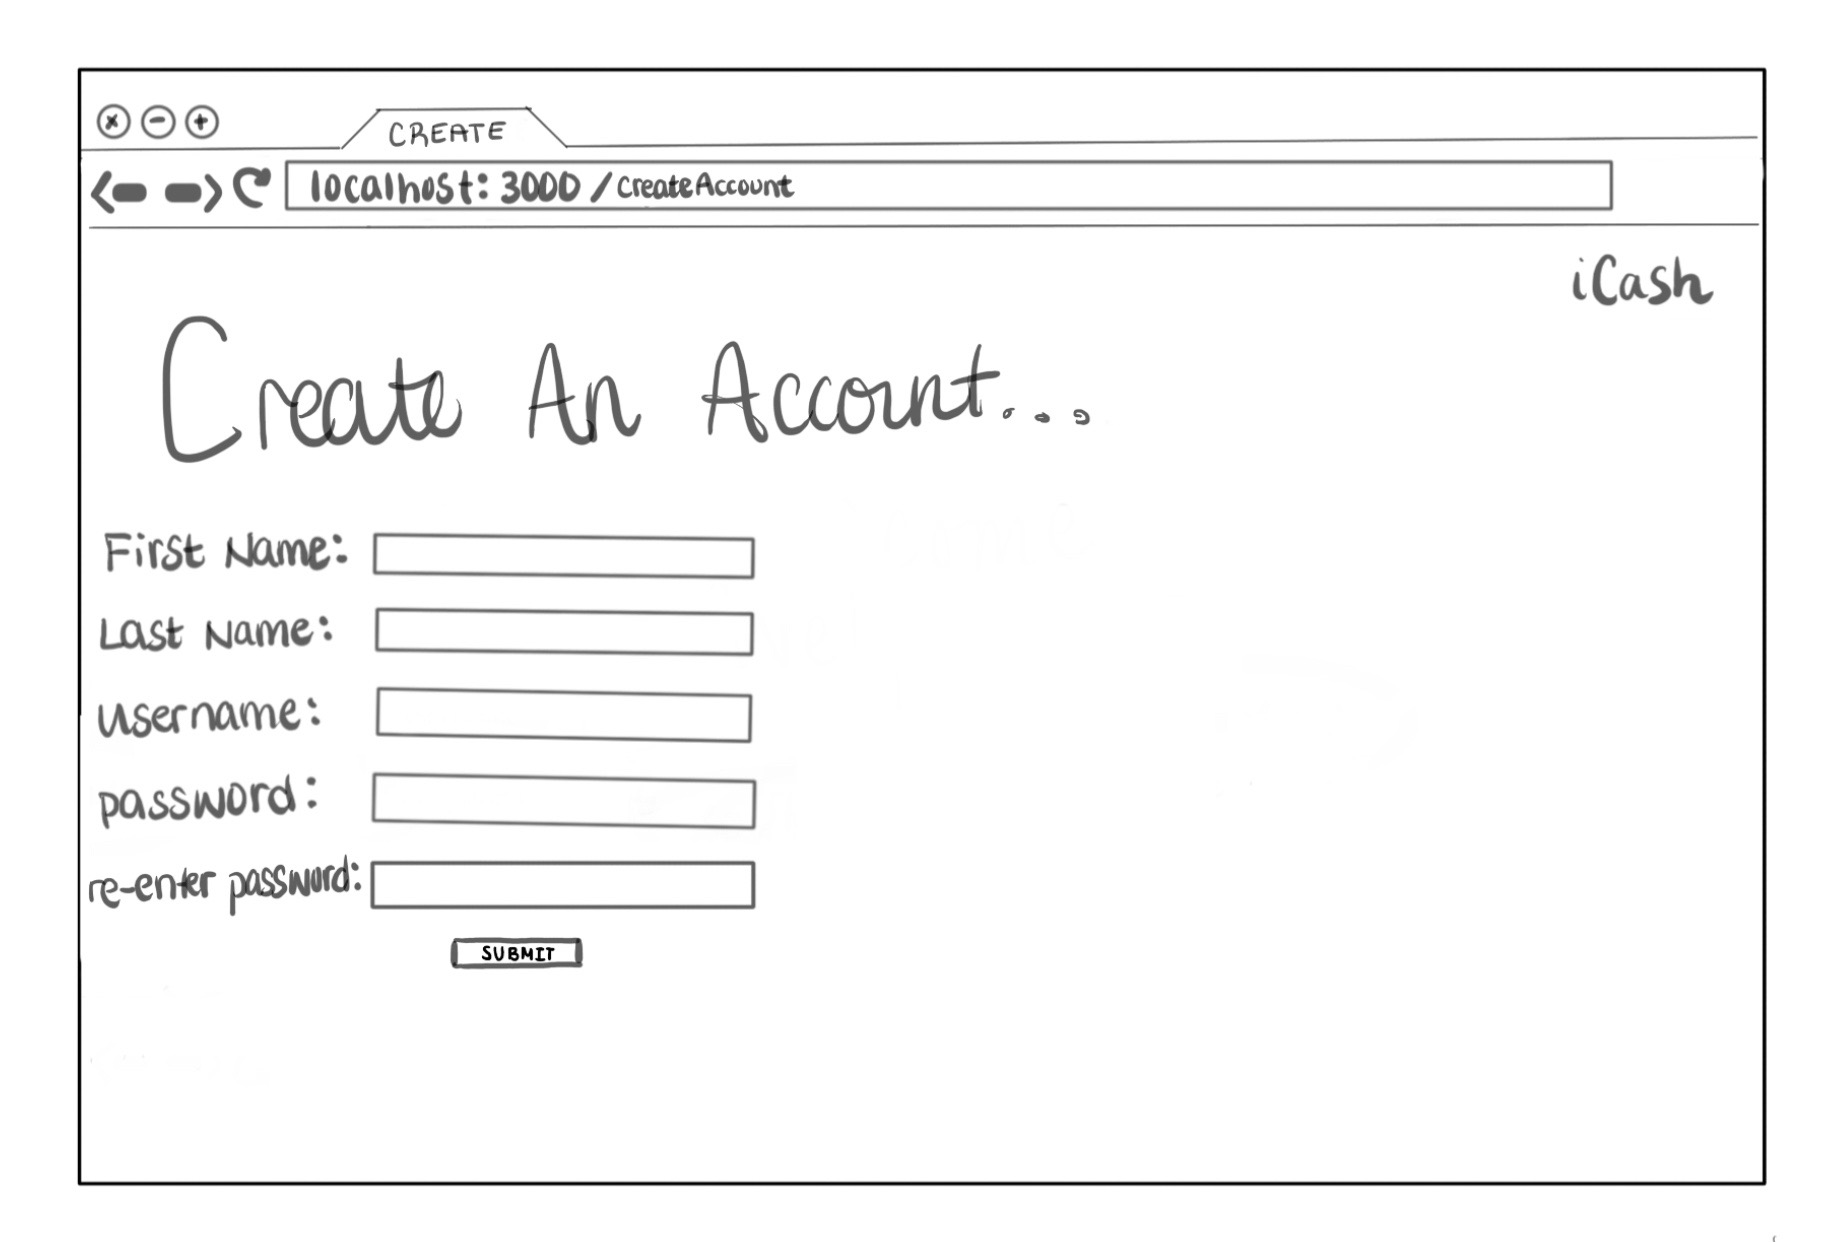 CREATE
localhost: 3000 / createAccount
iCash
Create An Account...
First Name:
Last Name:
username:
password:
re-enter password:
SUBMIT